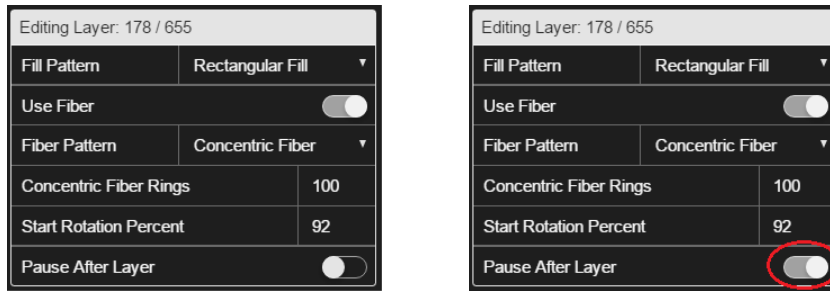 Editing Layer: 178 / 655
Fill Pattern Rectangular Fill
Use Fiber
Fiber Pattern Concentric Fiber
Concentric Fiber Rings 100
Start Rotation Percent 92
Pause After Layer
Editing Layer: 178 / 655
Fill Pattern Rectangular Fill
Use Fiber
Fiber Pattern Concentric Fiber
Concentric Fiber Rings 100
Start Rotation Percent 92
Pause After Layer